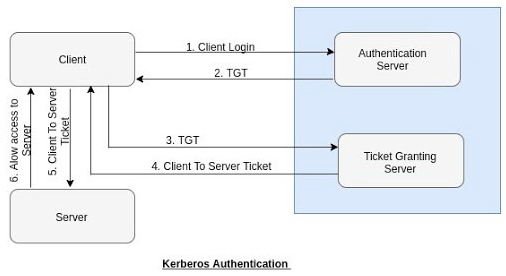 1. Client Login
Client
Authentication
Server
2. TGT
3. TGT
4. Client To Server Ticket
Ticket Granting
Server
5. Client To Server
Ticket
6. Alow access to
Server
Server
Kerberos Authentication